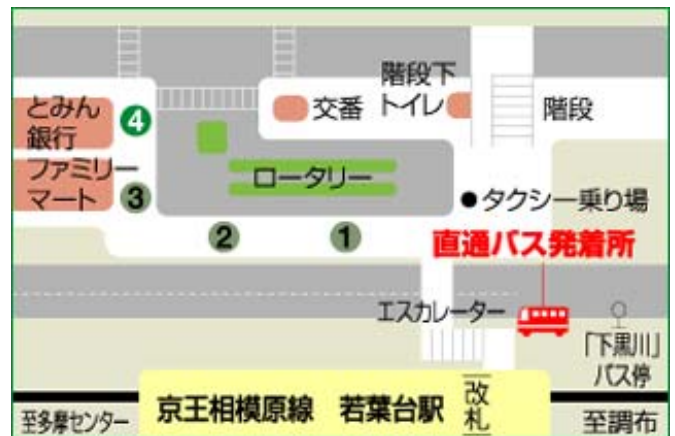 階段下
とみん
銀行
4
交番
トイレ
階段
ファミリー
マート
3
ロータリー
●タクシー乗り場
2
1
直通バス発着所
エスカレーター
「下黒川」
バス停
至多摩センター
京王相模原線 若葉台駅
改札
至調布